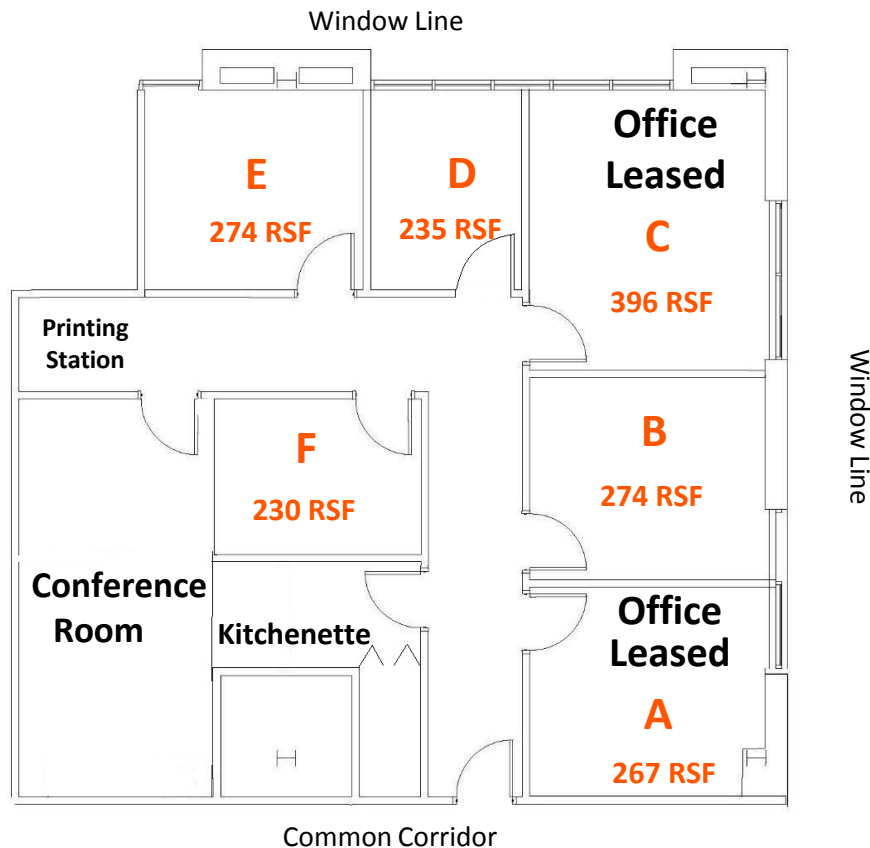 Window Line
Office
Leased
E
274 RSF
D
235 RSF
C
396 RSF
Printing
Station
Window Line
B
274 RSF
F
230 RSF
Conference
Room
Kitchenette
Office
Leased
A
267 RSF
Common Corridor